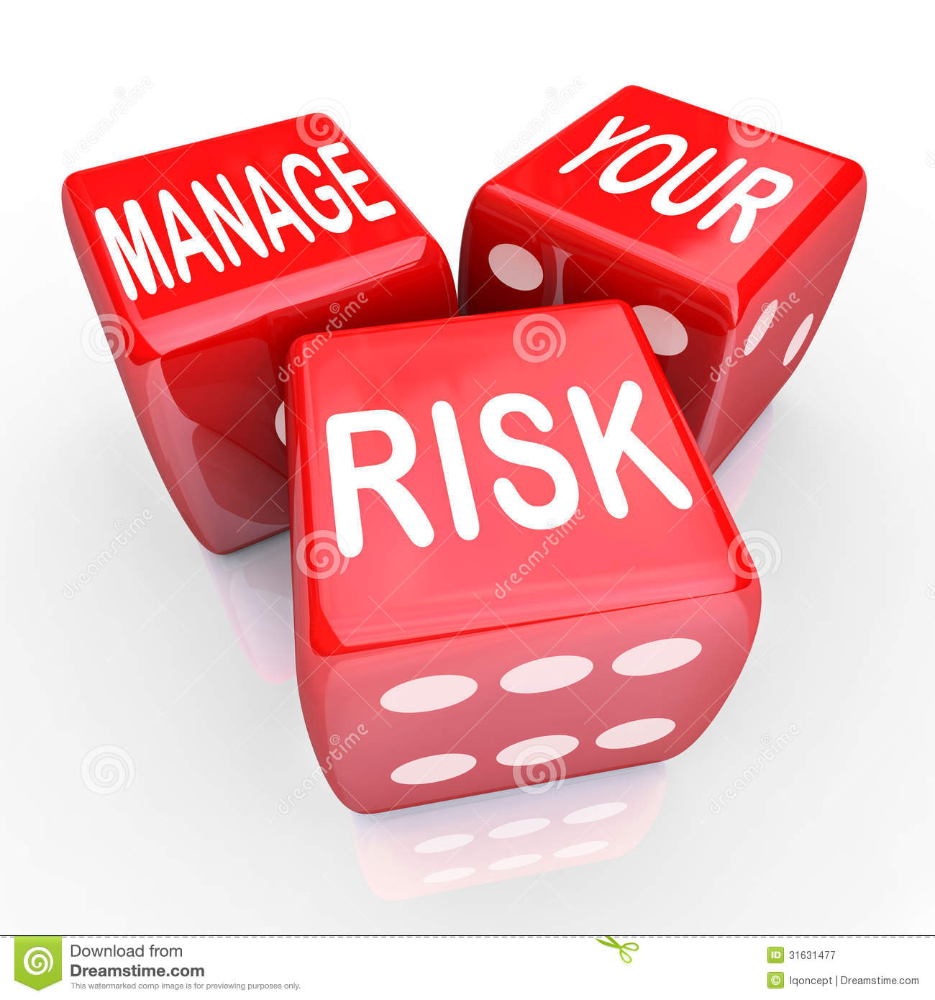 MANAGE
YOUR
RISK
dreamstime
Download from
Dreamstime.com
This watermarked comp image is for previewing purposes only.
ID 31631477
© Iqoncept | Dreamstime.com